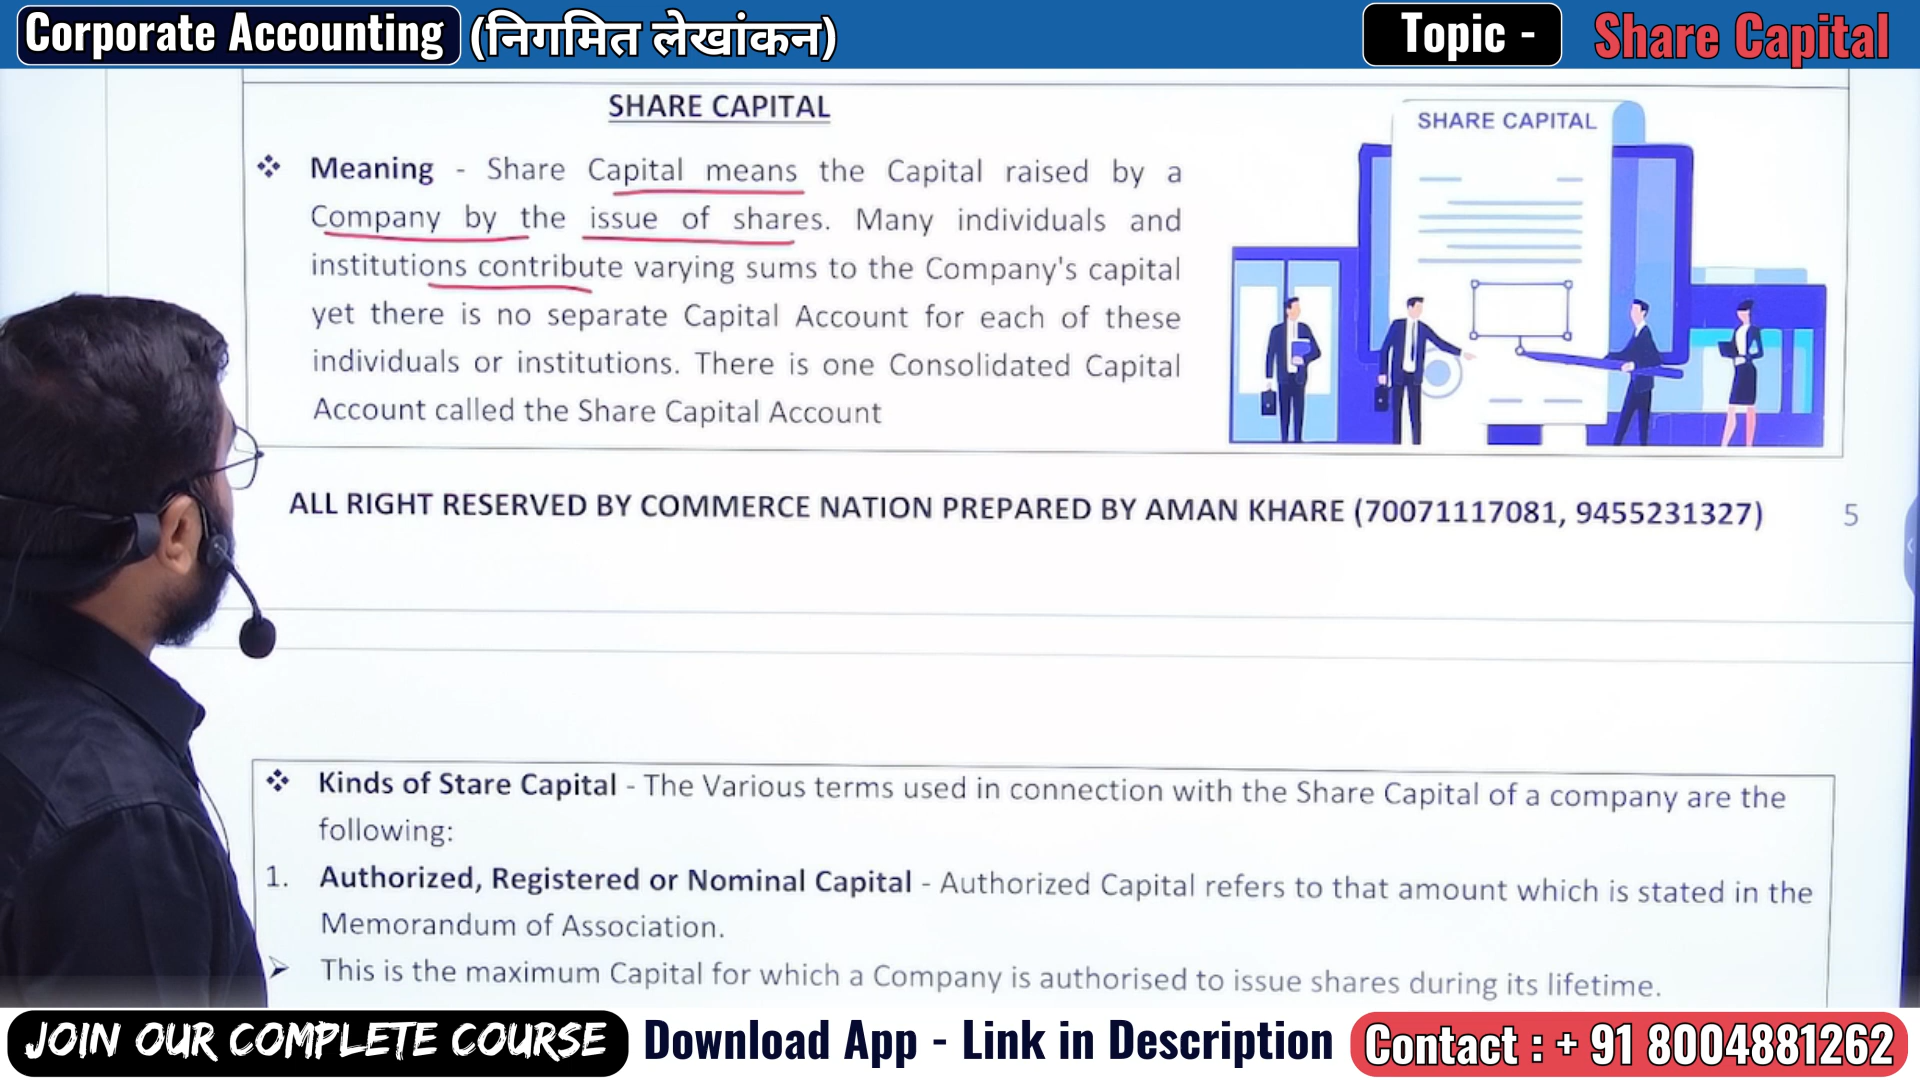 Corporate Accounting (निगमित लेखांकन)
Topic - Share Capital
SHARE CAPITAL
❖ Meaning - Share Capital means the Capital raised by a
Company by the issue of shares. Many individuals and
institutions contribute varying sums to the Company's capital
yet there is no separate Capital Account for each of these
individuals or institutions. There is one Consolidated Capital
Account called the Share Capital Account
SHARE CAPITAL
ALL RIGHT RESERVED BY COMMERCE NATION PREPARED BY AMAN KHARE (70071117081, 9455231327) 5
❖ Kinds of Stare Capital - The Various terms used in connection with the Share Capital of a company are the
following:
1. Authorized, Registered or Nominal Capital - Authorized Capital refers to that amount which is stated in the
Memorandum of Association.
➢ This is the maximum Capital for which a Company is authorised to issue shares during its lifetime.
JOIN OUR COMPLETE COURSE Download App - Link in Description Contact : + 91 8004881262